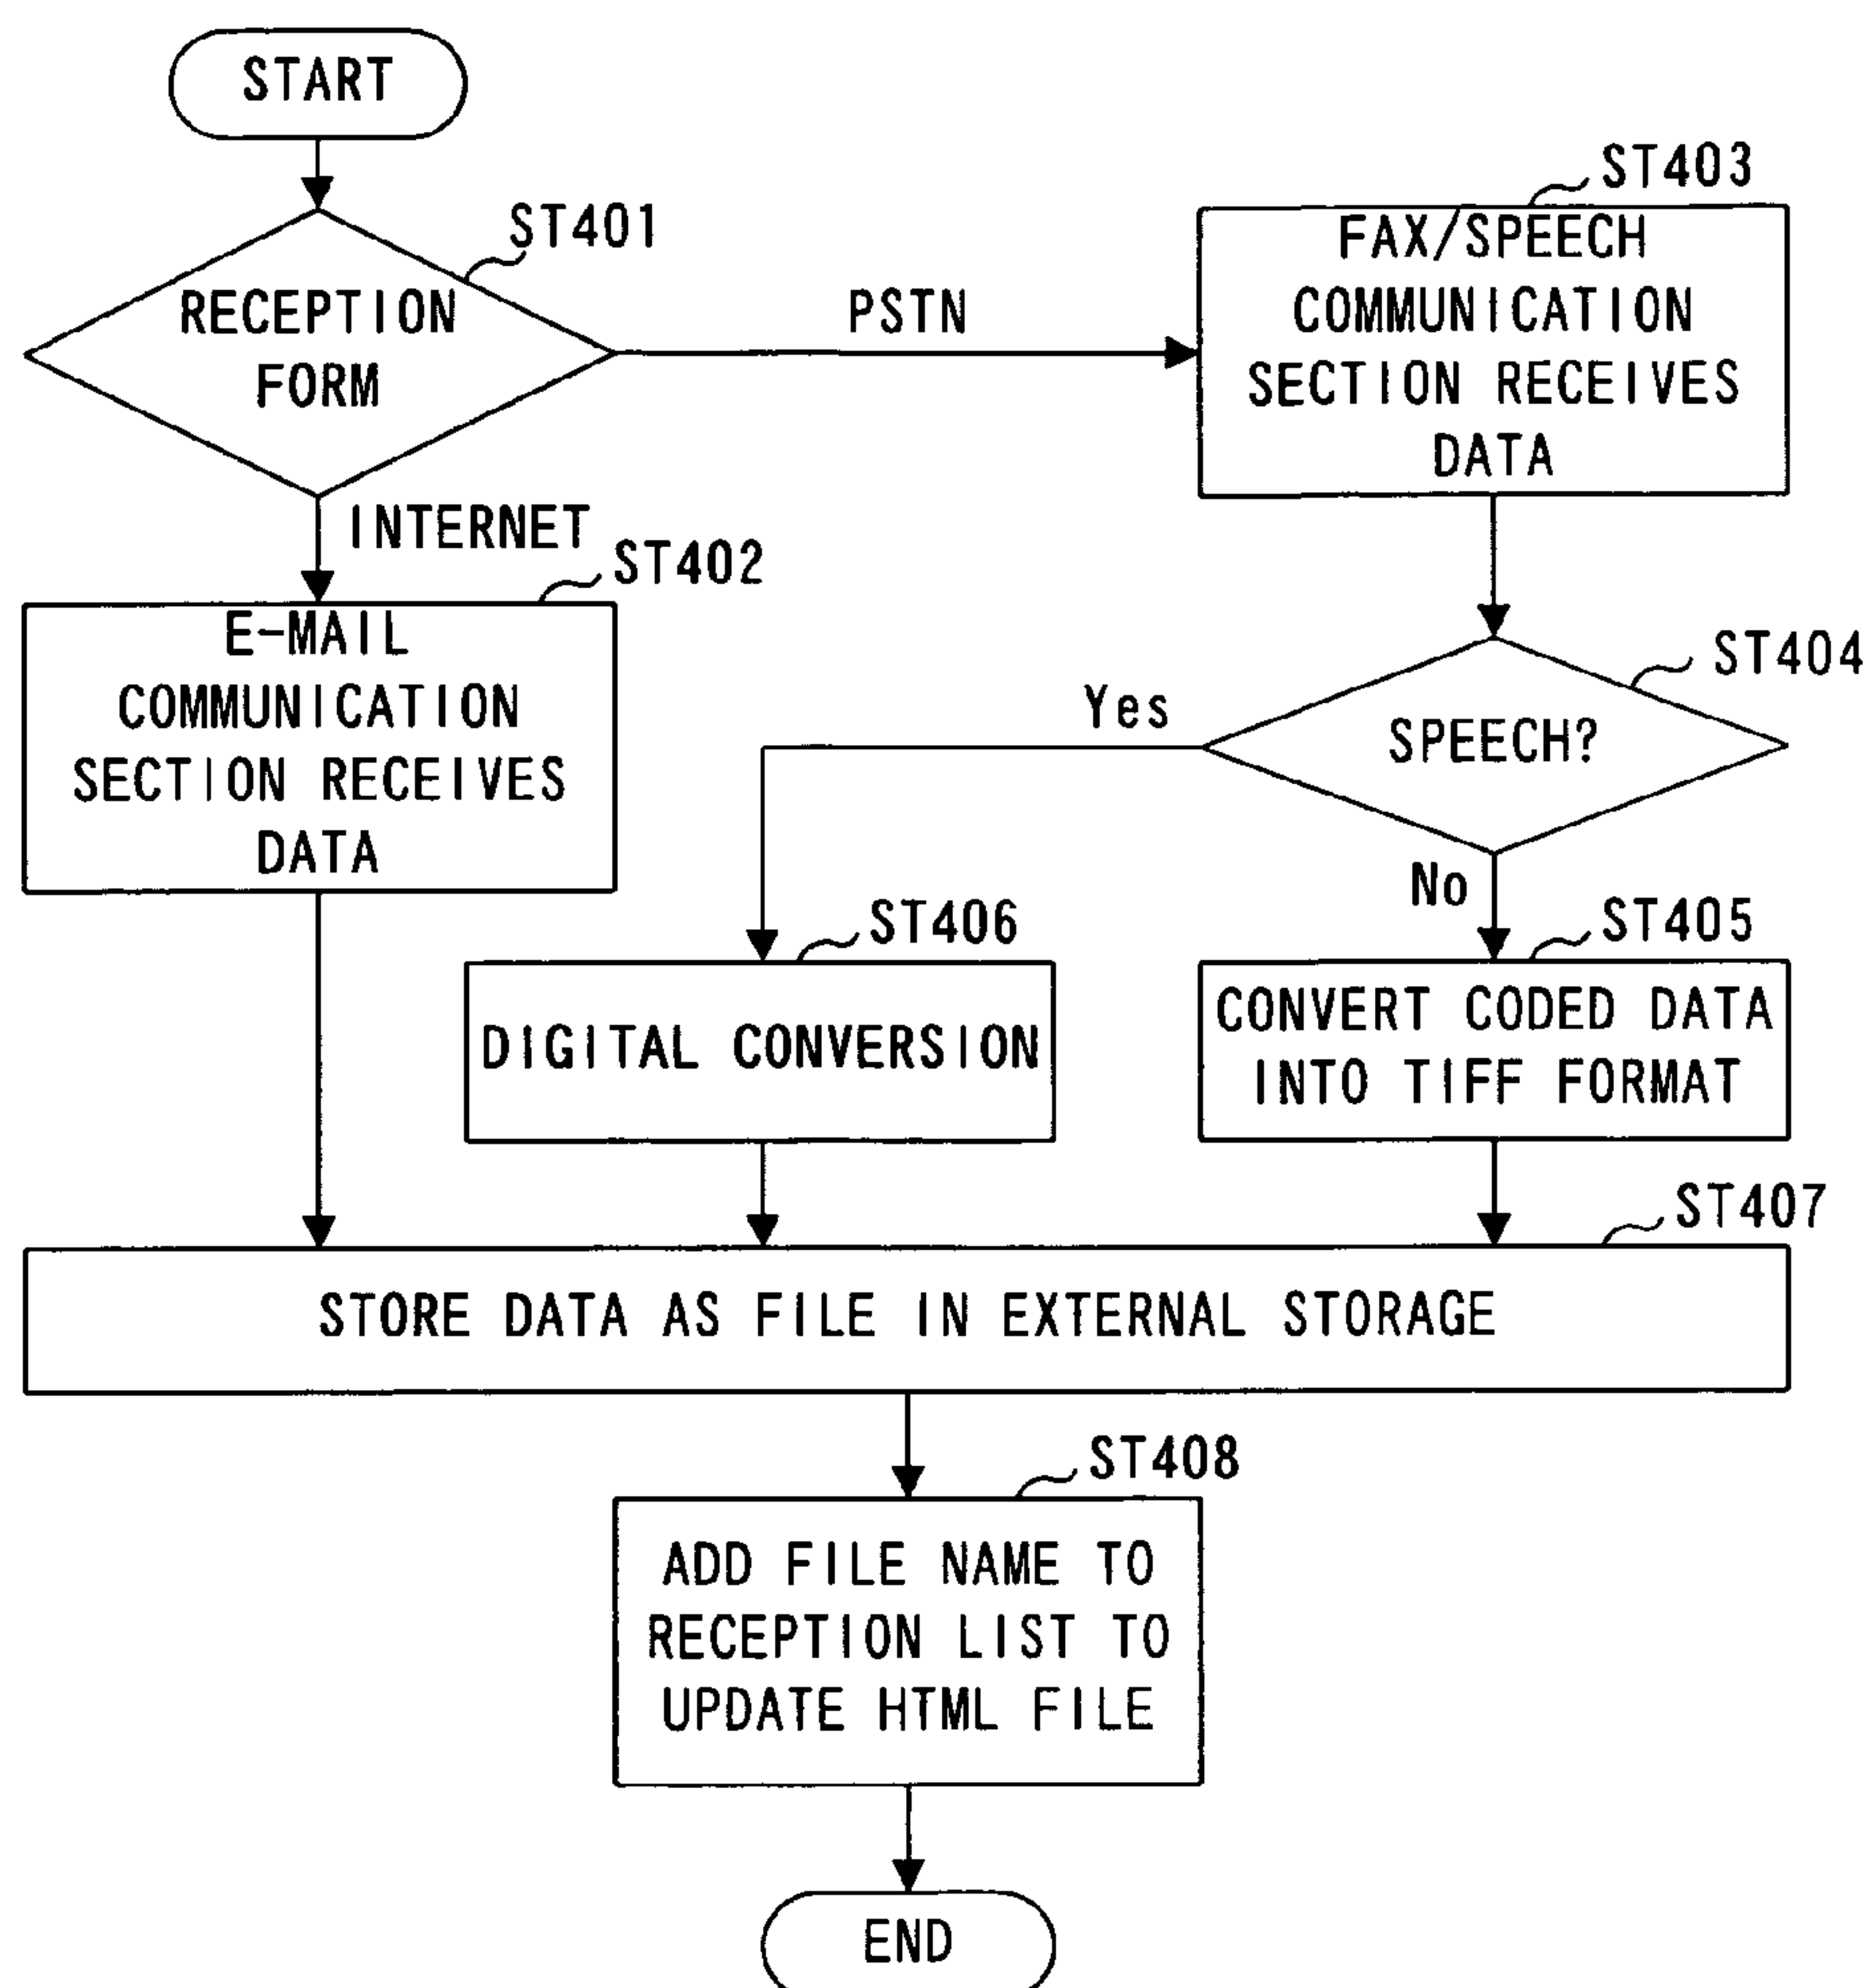 START
ST401
RECEPTION
FORM
PSTN
ST403
FAX/SPEECH
COMMUNICATION
SECTION RECEIVES
DATA
INTERNET
ST402
E-MAIL
COMMUNICATION
SECTION RECEIVES
DATA
ST404
SPEECH?
Yes
No
ST406
DIGITAL CONVERSION
ST405
CONVERT CODED DATA
INTO TIFF FORMAT
ST407
STORE DATA AS FILE IN EXTERNAL STORAGE
ST408
ADD FILE NAME TO
RECEPTION LIST TO
UPDATE HTML FILE
END